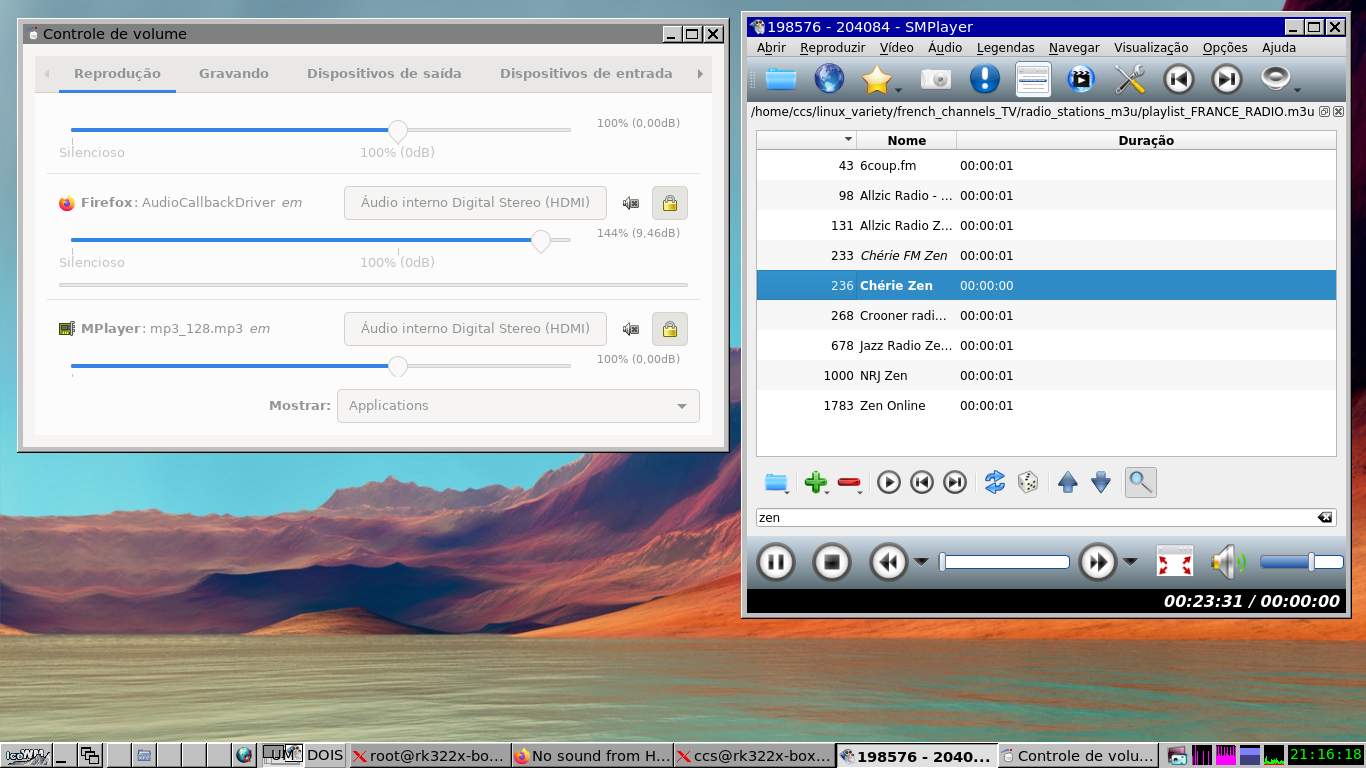 Controle de volume
Reprodução Gravando Dispositivos de saída Dispositivos de entrada
100% (0,00dB)
Silencioso 100% (0dB)
Firefox: AudioCallbackDriver em Áudio interno Digital Stereo (HDMI)
144% (9,46dB)
Silencioso 100% (0dB)
MPlayer: mp3_128.mp3 em Áudio interno Digital Stereo (HDMI)
100% (0,00dB)
Mostrar: Applications
198576 - 204084 - SMPlayer
Abrir Reproduzir Vídeo Áudio Legendas Navegar Visualização Opções Ajuda
/home/ccs/linux_variety/french_channels_TV/radio_stations_m3u/playlist_FRANCE_RADIO.m3u
Nome Duração
43 6coup.fm 00:00:01
98 Allzic Radio - ... 00:00:01
131 Allzic Radio Z... 00:00:01
233 Chérie FM Zen 00:00:01
236 Chérie Zen 00:00:00
268 Crooner radi... 00:00:01
678 Jazz Radio Ze... 00:00:01
1000 NRJ Zen 00:00:01
1783 Zen Online 00:00:01
zen
00:23:31 / 00:00:00
IceWM UM DOIS root@rk322x-bo... No sound from H... ccs@rk322x-box... 198576 - 2040... Controle de volu... 21:16:18